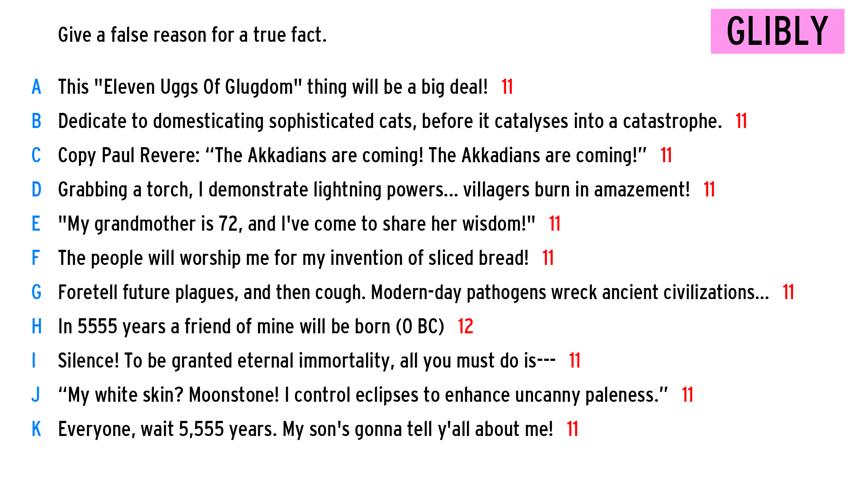 Give a false reason for a true fact.
GLIBLY
A This "Eleven Uggs Of Glugdom" thing will be a big deal! 11
B Dedicate to domesticating sophisticated cats, before it catalyses into a catastrophe. 11
C Copy Paul Revere: “The Akkadians are coming! The Akkadians are coming!” 11
D Grabbing a torch, I demonstrate lightning powers... villagers burn in amazement! 11
E "My grandmother is 72, and I've come to share her wisdom!" 11
F The people will worship me for my invention of sliced bread! 11
G Foretell future plagues, and then cough. Modern-day pathogens wreck ancient civilizations... 11
H In 5555 years a friend of mine will be born (0 BC) 12
I Silence! To be granted eternal immortality, all you must do is--- 11
J “My white skin? Moonstone! I control eclipses to enhance uncanny paleness.” 11
K Everyone, wait 5,555 years. My son's gonna tell y'all about me! 11